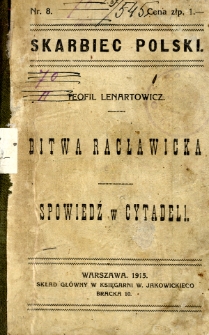 Nr. 8.
Cena złp. 1.—
SKARBIEC POLSKI.
TEOFIL LENARTOWICZ.
BITWA RACŁAWICKA
SPOWIEDŹ W CYTADELI.
WARSZAWA. 1915.
SKŁAD GŁÓWNY W KSIĘGARNI W. JAKOWICKIEGO
BRACKA 10.